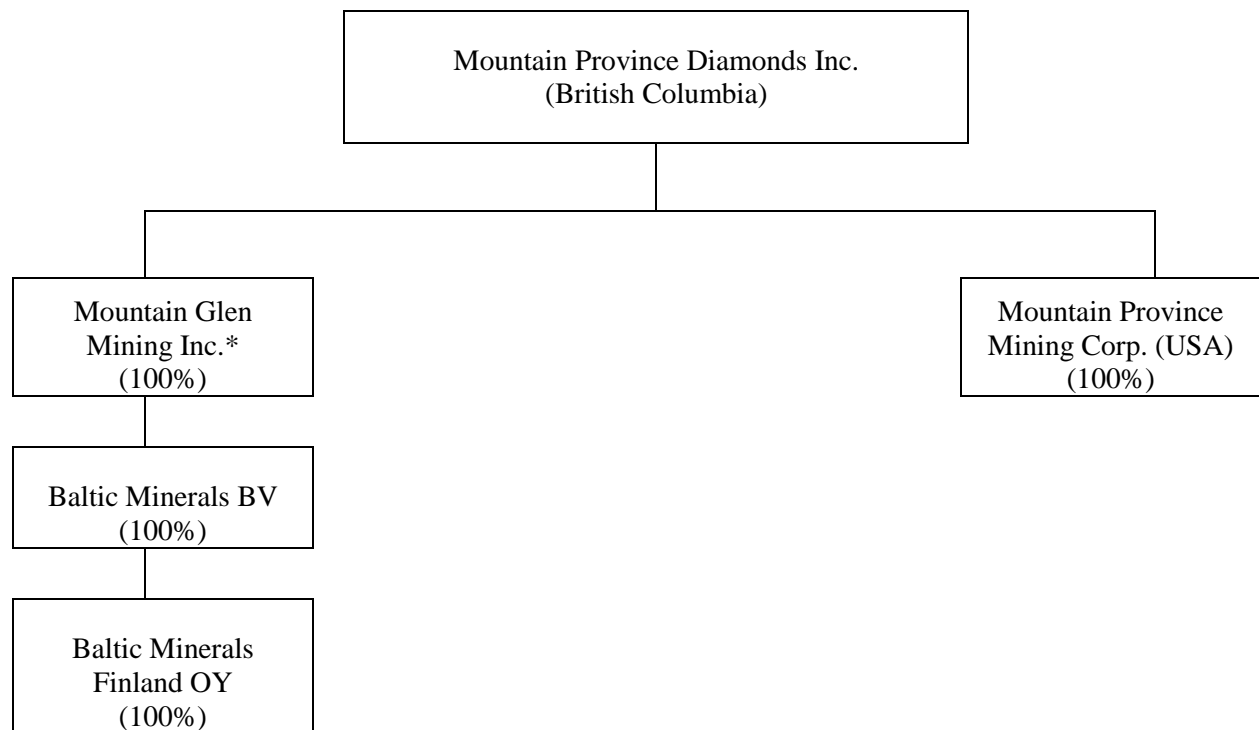 Mountain Province Diamonds Inc.
(British Columbia)
Mountain Glen
Mining Inc.*
(100%)
Mountain Province
Mining Corp. (USA)
(100%)
Baltic Minerals BV
(100%)
Baltic Minerals
Finland OY
(100%)